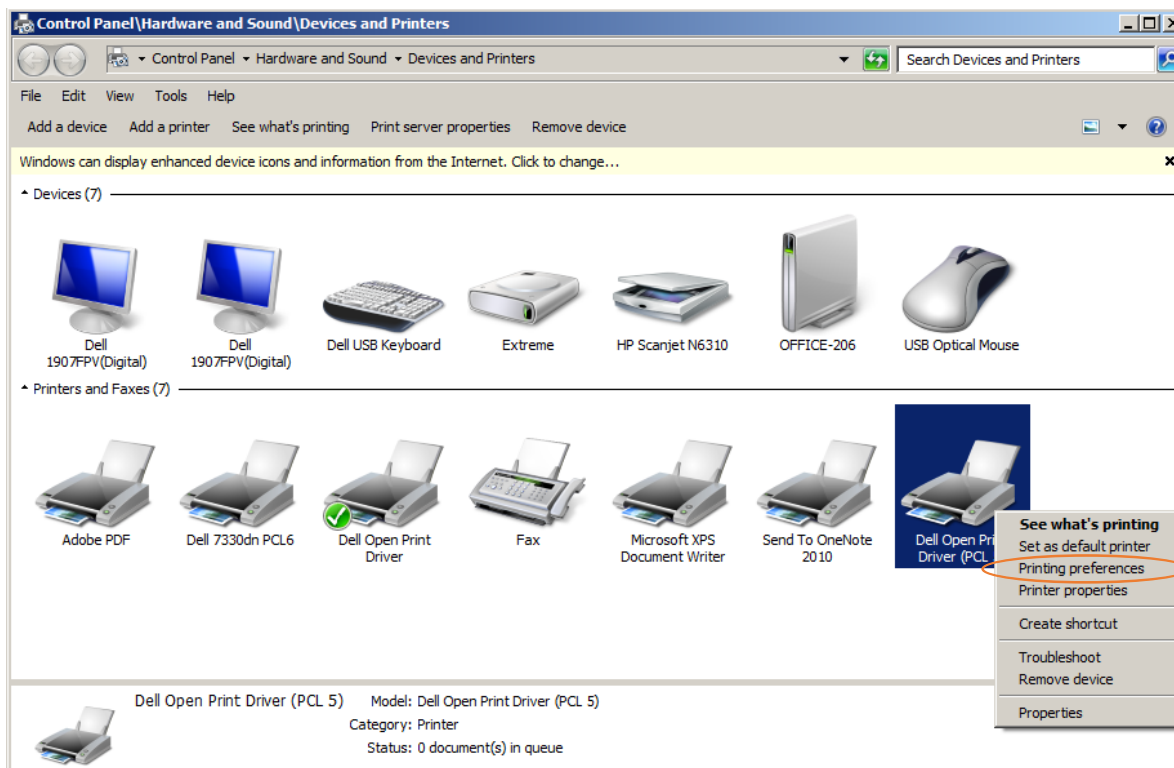 Control Panel\Hardware and Sound\Devices and Printers
Control Panel Hardware and Sound Devices and Printers
Search Devices and Printers
File Edit View Tools Help
Add a device Add a printer See what's printing Print server properties Remove device
Windows can display enhanced device icons and information from the Internet. Click to change...
Devices (7)
Dell
1907FPV(Digital)
Dell
1907FPV(Digital)
Dell USB Keyboard
Extreme
HP Scanjet N6310
OFFICE-206
USB Optical Mouse
Printers and Faxes (7)
Adobe PDF
Dell 7330dn PCL6
Dell Open Print
Driver
Fax
Microsoft XPS
Document Writer
Send To OneNote
2010
Dell Open Pri
Driver (PCL
See what's printing
Set as default printer
Printing preferences
Printer properties
Create shortcut
Troubleshoot
Remove device
Properties
Dell Open Print Driver (PCL 5) Model: Dell Open Print Driver (PCL 5)
Category: Printer
Status: 0 document(s) in queue